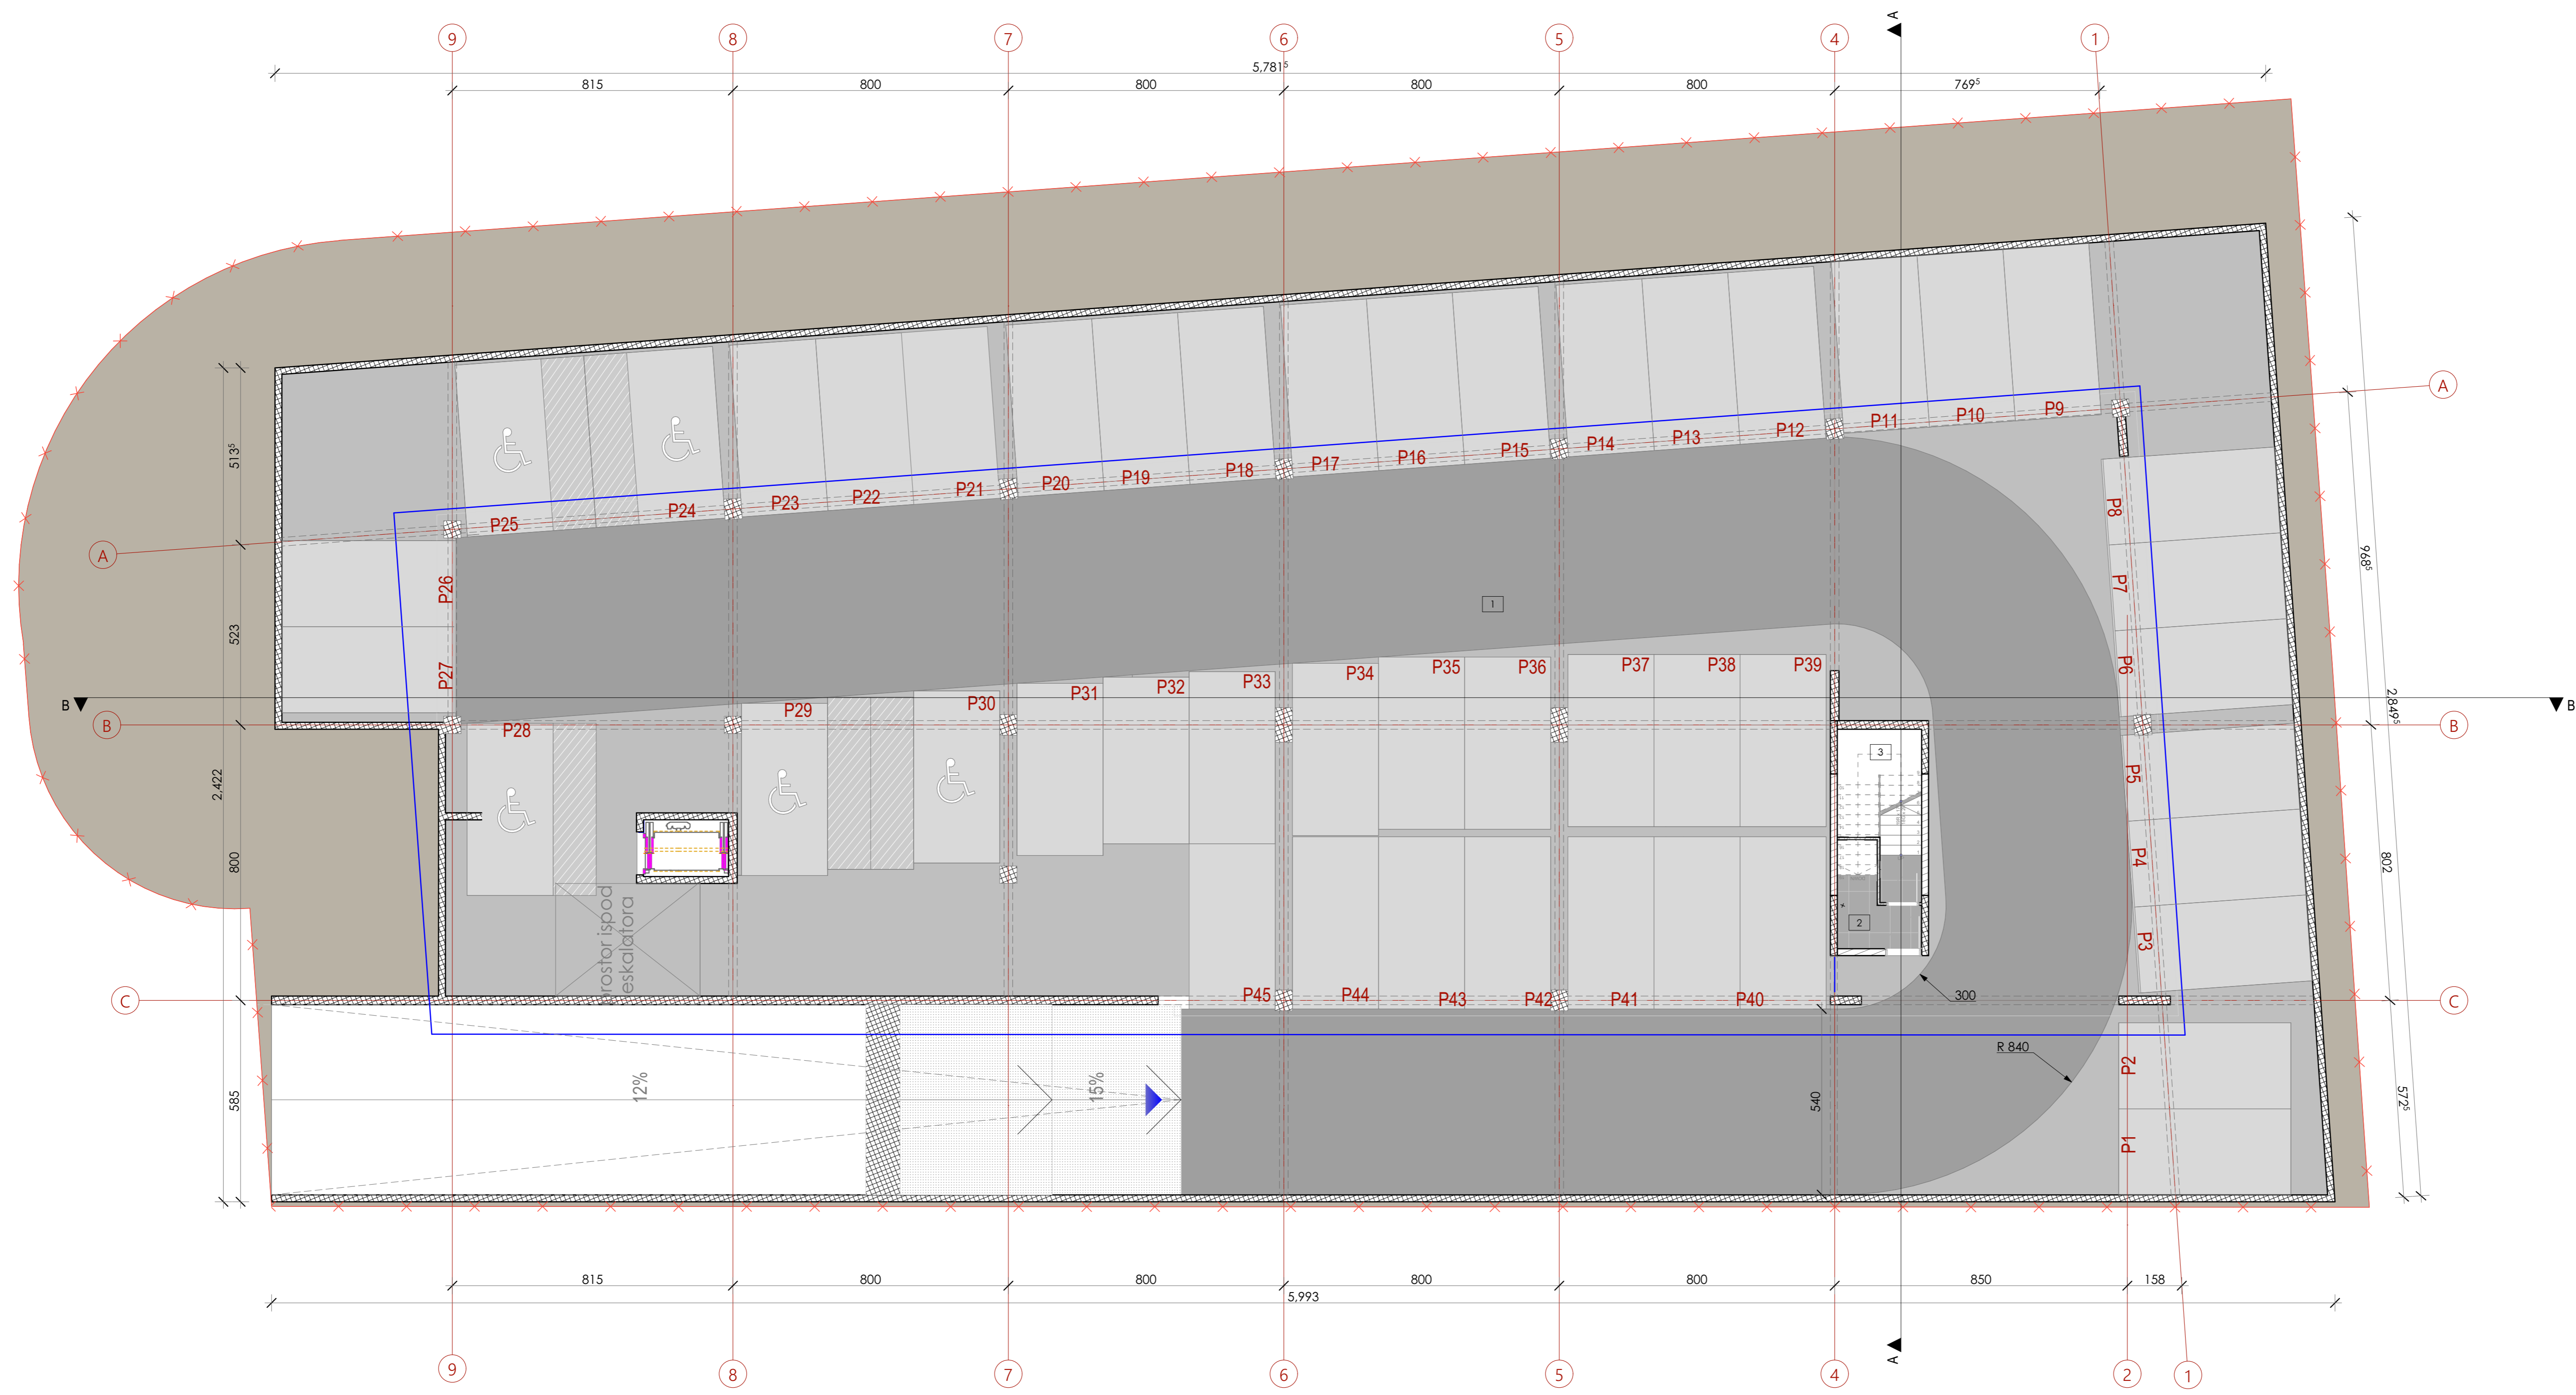 A
9 8 7 6 5 4 1
5,781⁵
815 800 800 800 800 769⁵
A
P9
P10
P11
P12
P13
P14
P15
P16
P17
P18
P19
P20
P21
P22
P23
P24
P25
P8
513⁵
968⁵
A
P26
P7
1
523
P27
P6
P39
P38
P37
P36
P35
P34
P33
P32
P31
P30
P29
P28
2849⁵
B B
B B
3
P5
2,422
800
P4
802
prostor ispod
eskalatora
2
P3
C C
P45 P44 P43 P42 P41 P40
300
R 840
P2
12% 15%
585
540
572⁵
P1
815 800 800 800 800 850 158
5,993
A
9 8 7 6 5 4 2 1